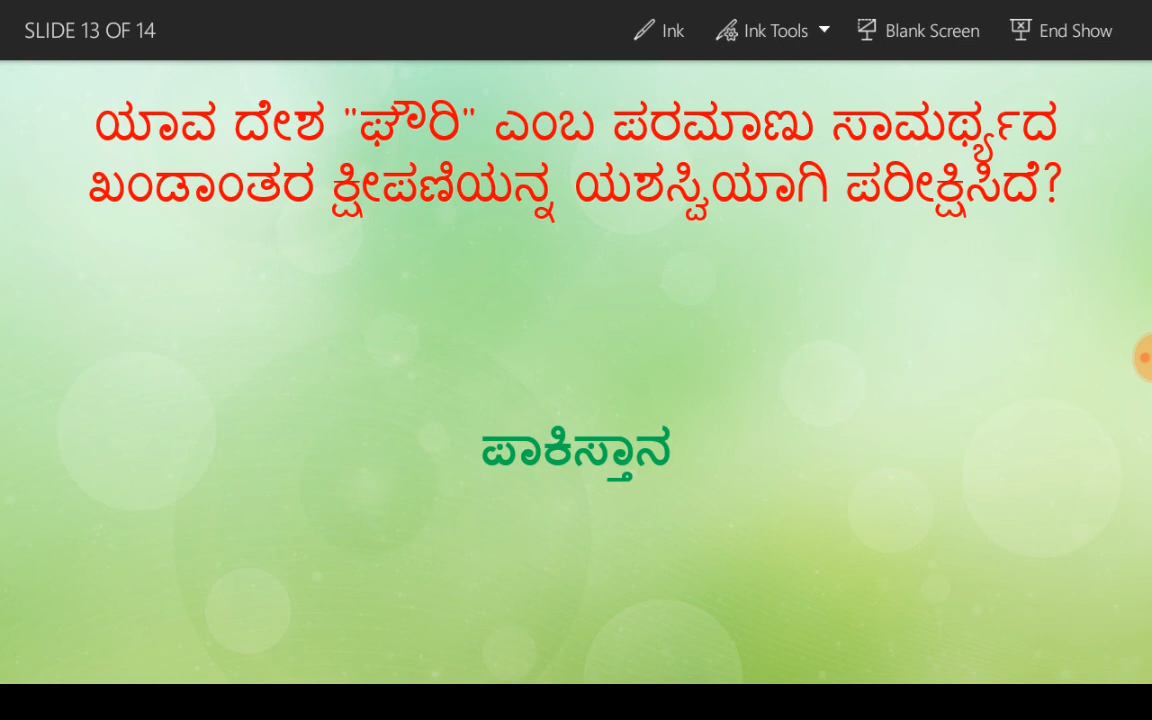 SLIDE 13 OF 14
Ink
Ink Tools
Blank Screen
End Show
ಯಾವ ದೇಶ "ಘೌರಿ" ಎಂಬ ಪರಮಾಣು ಸಾಮರ್ಥ್ಯದ
ಖಂಡಾಂತರ ಕ್ಷೀಪಣಿಯನ್ನ ಯಶಸ್ವಿಯಾಗಿ ಪರೀಕ್ಷಿಸಿದೆ?
ಪಾಕಿಸ್ತಾನ